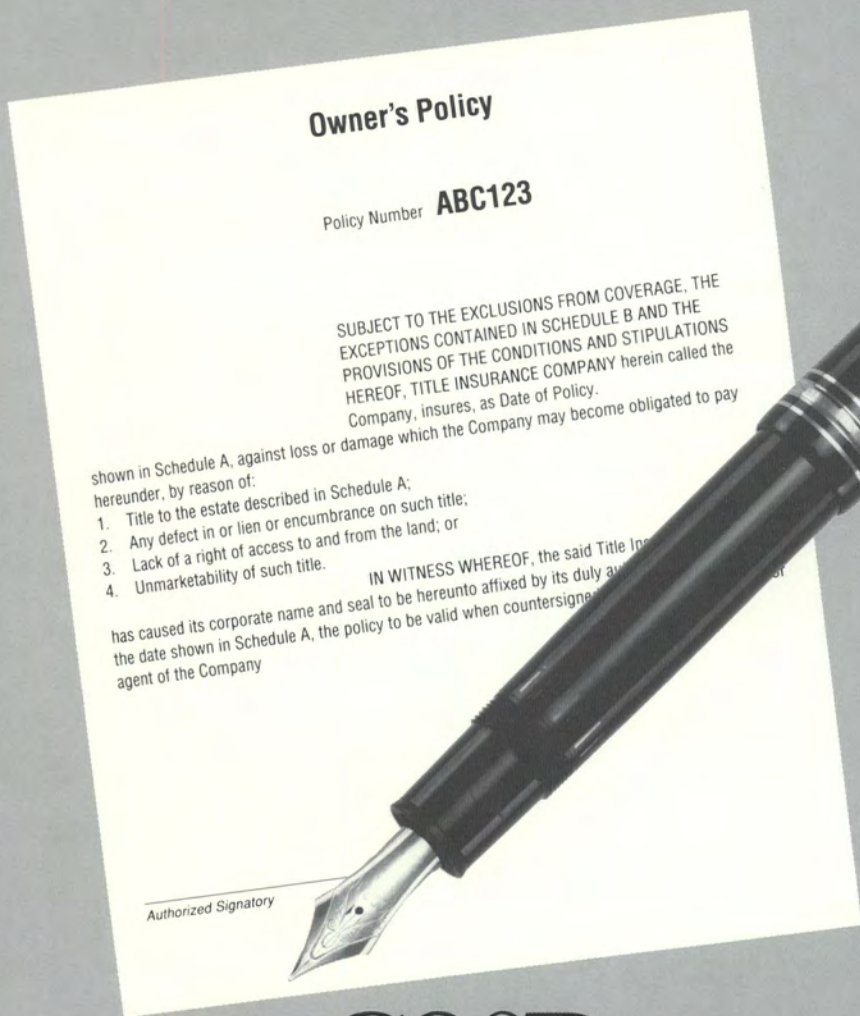 Owner's Policy
Policy Number ABC123
SUBJECT TO THE EXCLUSIONS FROM COVERAGE, THE
EXCEPTIONS CONTAINED IN SCHEDULE B AND THE
PROVISIONS OF THE CONDITIONS AND STIPULATIONS
HEREOF, TITLE INSURANCE COMPANY herein called the
Company, insures, as Date of Policy.
shown in Schedule A, against loss or damage which the Company may become obligated to pay
hereunder, by reason of:
1. Title to the estate described in Schedule A;
2. Any defect in or lien or encumbrance on such title;
3. Lack of a right of access to and from the land; or
4. Unmarketability of such title.
IN WITNESS WHEREOF, the said Title
has caused its corporate name and seal to be hereunto affixed by its duly
the date shown in Schedule A, the policy to be valid when
agent of the Company
Authorized Signatory